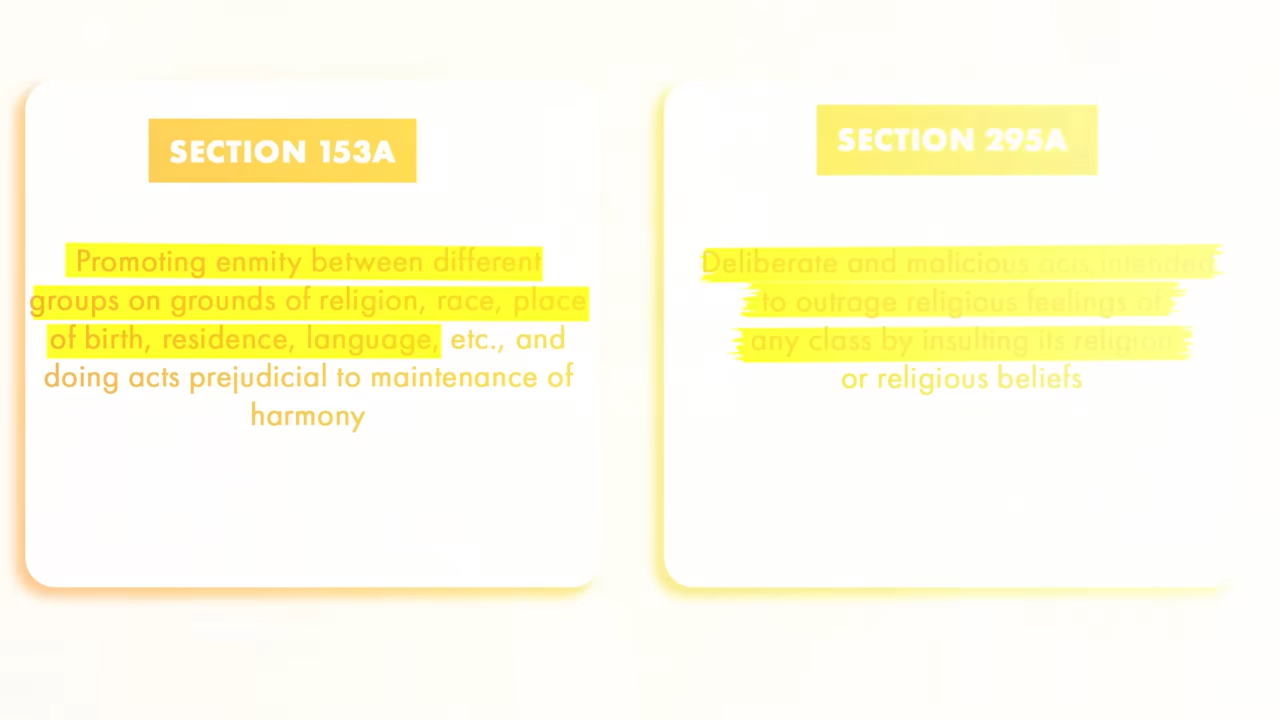 SECTION 153A
Promoting enmity between different
groups on grounds of religion, race, place
of birth, residence, language, etc., and
doing acts prejudicial to maintenance of
harmony
SECTION 295A
Deliberate and malicious acts, intended
to outrage religious feelings of
any class by insulting its religion
or religious beliefs